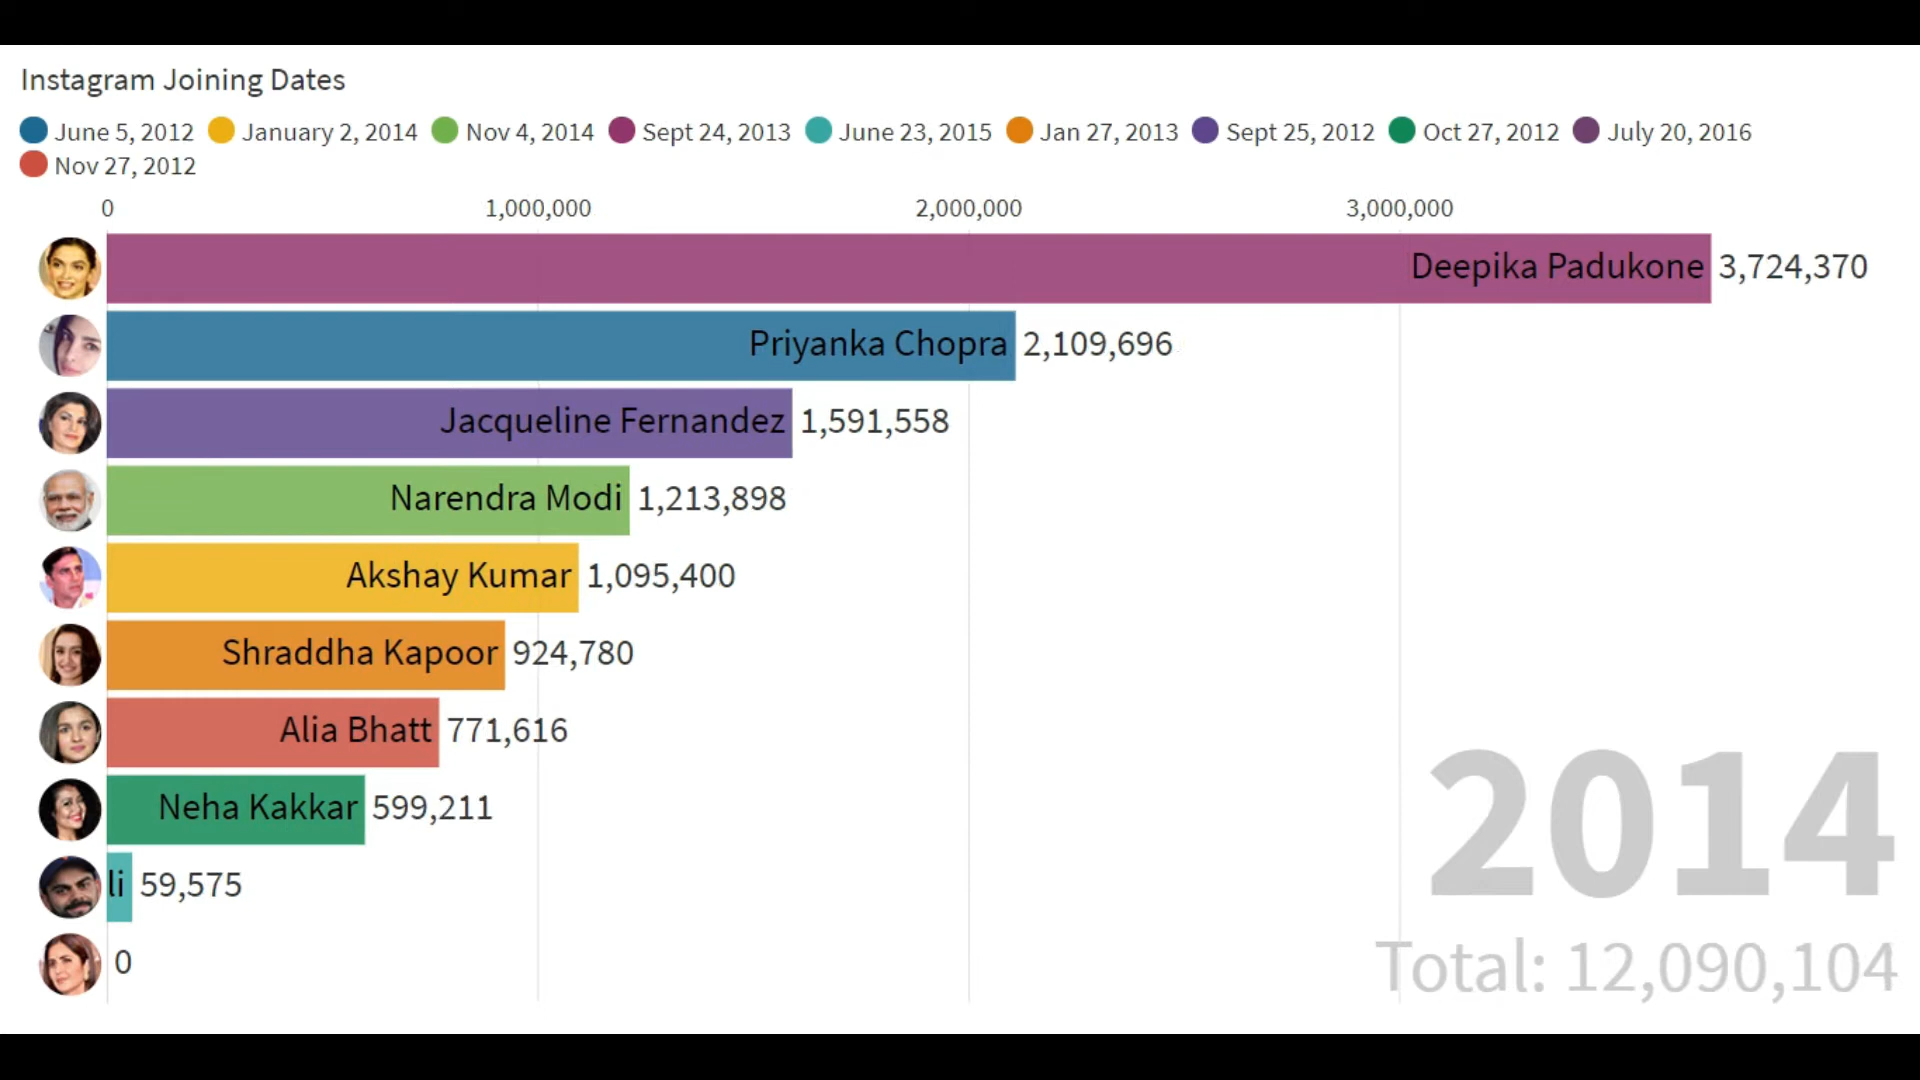 Instagram Joining Dates
June 5, 2012 January 2, 2014 Nov 4, 2014 Sept 24, 2013 June 23, 2015 Jan 27, 2013 Sept 25, 2012 Oct 27, 2012 July 20, 2016
Nov 27, 2012
0 1,000,000 2,000,000 3,000,000
Deepika Padukone 3,724,370
Priyanka Chopra 2,109,696
Jacqueline Fernandez 1,591,558
Narendra Modi 1,213,898
Akshay Kumar 1,095,400
Shraddha Kapoor 924,780
Alia Bhatt 771,616
Neha Kakkar 599,211
li 59,575
0
2014
Total: 12,090,104